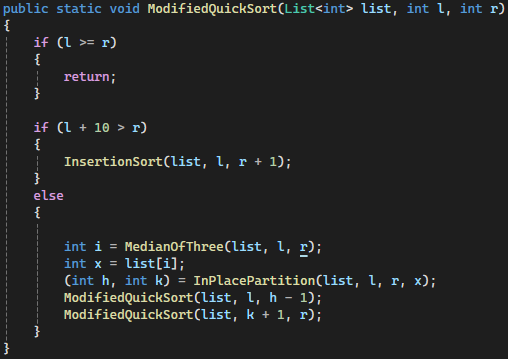 public static void ModifiedQuickSort(List<int> list, int l, int r)
{
    if (l >= r)
    {
        return;
    }
    if (l + 10 > r)
    {
        InsertionSort(list, l, r + 1);
    }
    else
    {
        int i = MedianOfThree(list, l, r);
        int x = list[i];
        (int h, int k) = InPlacePartition(list, l, r, x);
        ModifiedQuickSort(list, l, h - 1);
        ModifiedQuickSort(list, k + 1, r);
    }
}